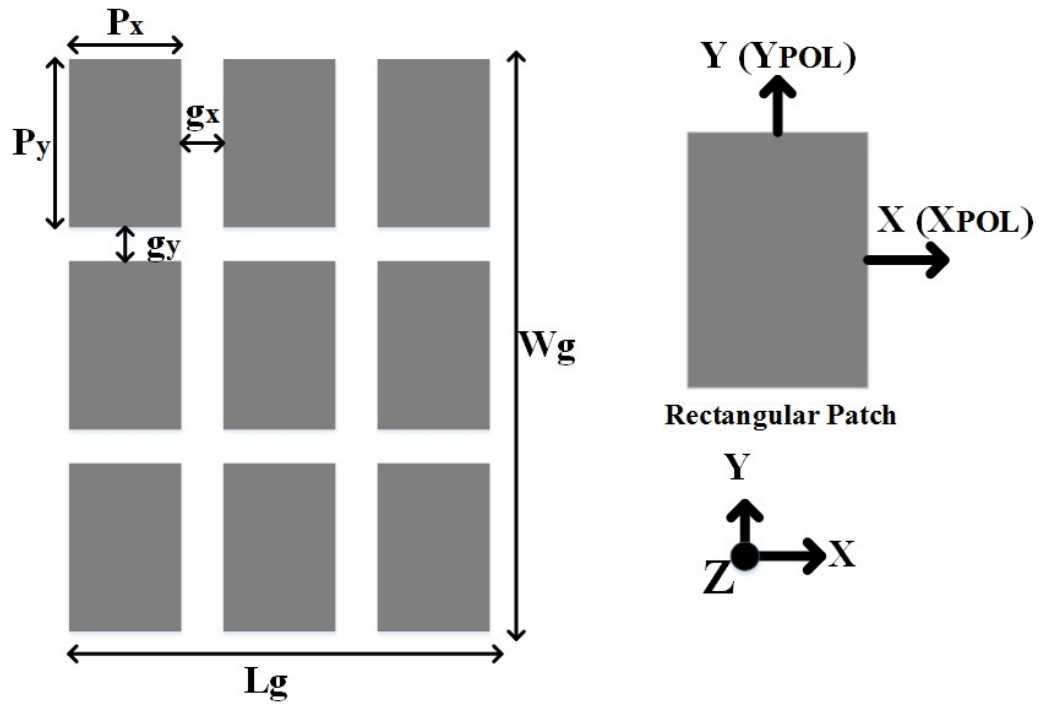 Px
Py
gx
gy
Wg
Lg
Y (YPOL)
X (XPOL)
Rectangular Patch
Y
X
Z